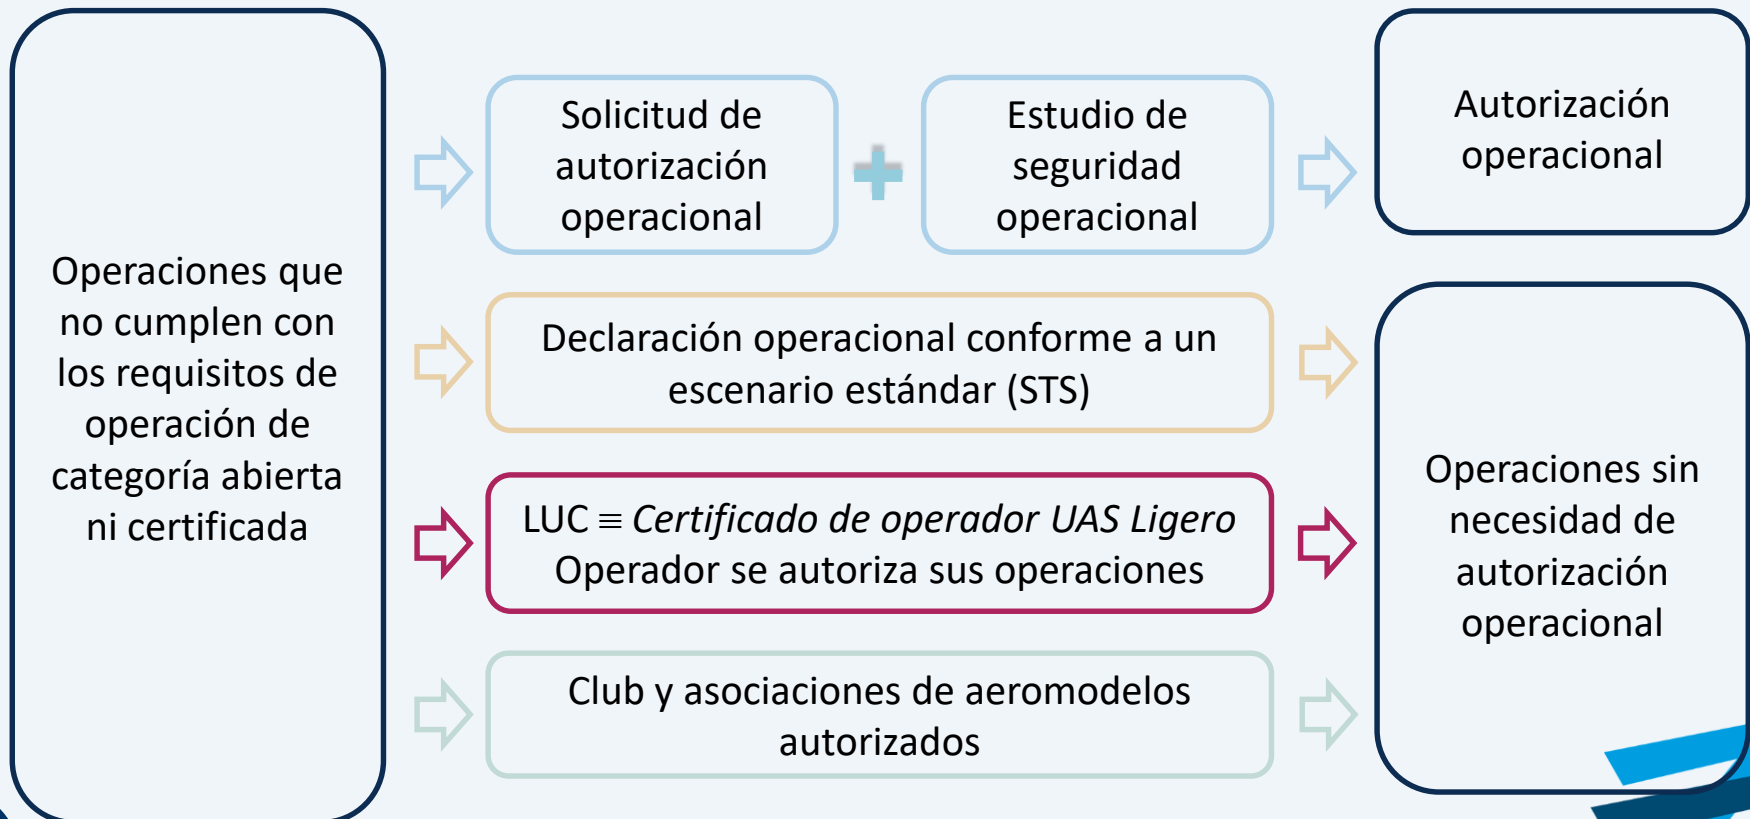 Operaciones que
no cumplen con
los requisitos de
operación de
categoría abierta
ni certificada
Solicitud de
autorización
operacional
Estudio de
seguridad
operacional
Autorización
operacional
Declaración operacional conforme a un
escenario estándar (STS)
LUC ≡ Certificado de operador UAS Ligero
Operador se autoriza sus operaciones
Club y asociaciones de aeromodelos
autorizados
Operaciones sin
necesidad de
autorización
operacional